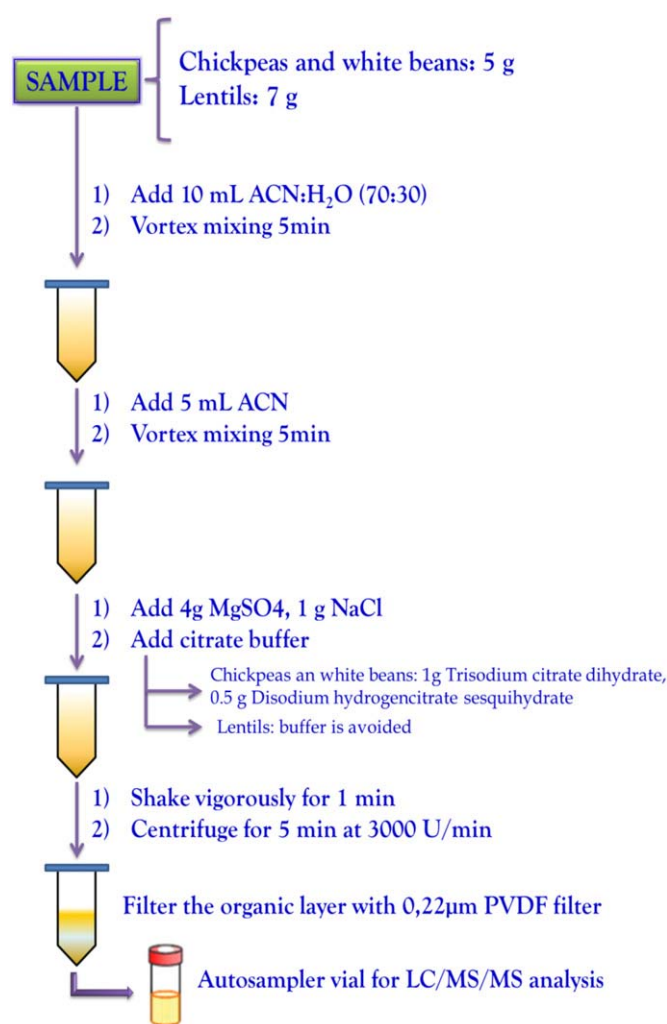 SAMPLE
Chickpeas and white beans: 5 g
Lentils: 7 g
1) Add 10 mL ACN:H₂O (70:30)
2) Vortex mixing 5min
1) Add 5 mL ACN
2) Vortex mixing 5min
1) Add 4g MgSO4, 1 g NaCl
2) Add citrate buffer
Chickpeas an white beans: 1g Trisodium citrate dihydrate,
0.5 g Disodium hydrogencitrate sesquihydrate
Lentils: buffer is avoided
1) Shake vigorously for 1 min
2) Centrifuge for 5 min at 3000 U/min
Filter the organic layer with 0,22µm PVDF filter
Autosampler vial for LC/MS/MS analysis